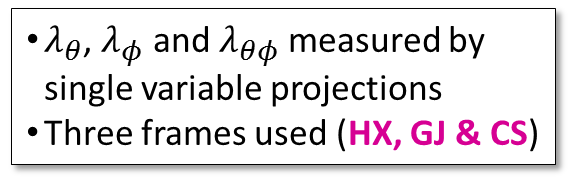 • λθ, λϕ and λθϕ measured by
single variable projections
• Three frames used (HX, GJ & CS)